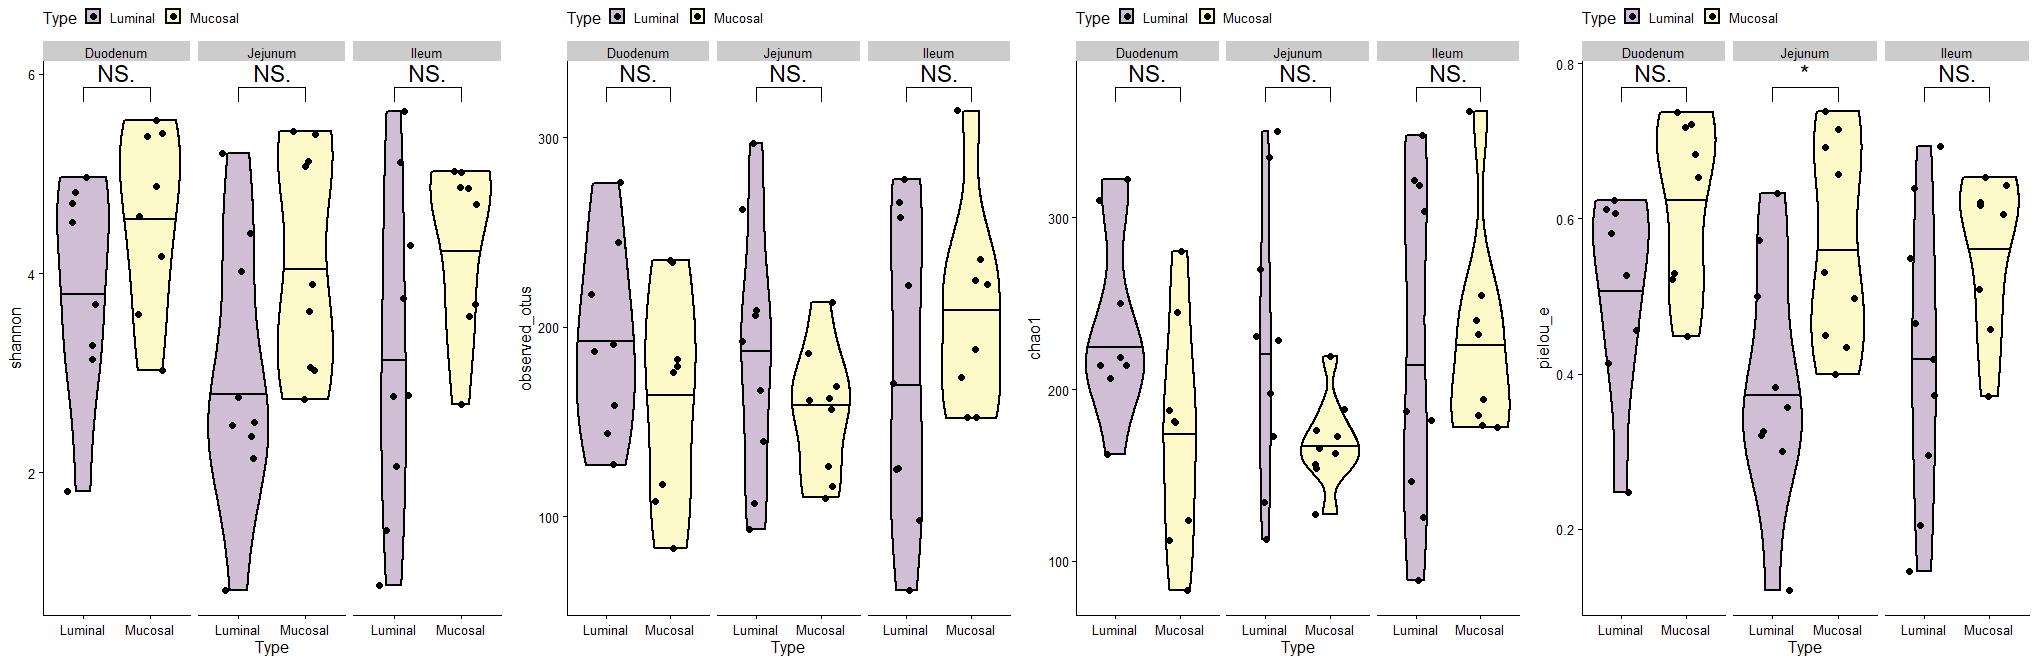 Type Luminal Mucosal
Duodenum Jejunum Ileum
NS. NS. NS.
6
4
2
shannon
Luminal Mucosal Luminal Mucosal Luminal Mucosal
Type
Type Luminal Mucosal
Duodenum Jejunum Ileum
NS. NS. NS.
300
200
100
observed_otus
Luminal Mucosal Luminal Mucosal Luminal Mucosal
Type
Type Luminal Mucosal
Duodenum Jejunum Ileum
NS. NS. NS.
300
200
100
chao1
Luminal Mucosal Luminal Mucosal Luminal Mucosal
Type
Type Luminal Mucosal
Duodenum Jejunum Ileum
NS. * NS.
0.8
0.6
0.4
0.2
pielou_e
Luminal Mucosal Luminal Mucosal Luminal Mucosal
Type